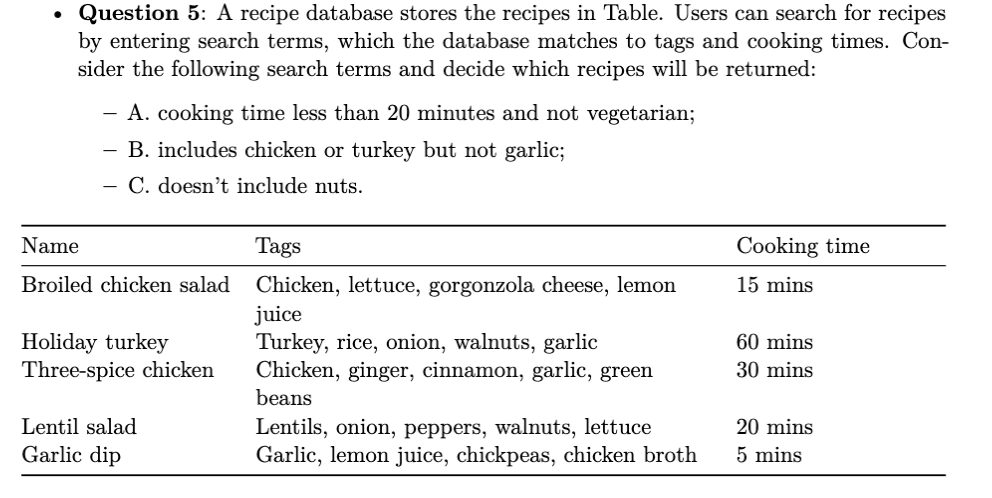 • Question 5: A recipe database stores the recipes in Table. Users can search for recipes
by entering search terms, which the database matches to tags and cooking times. Con-
sider the following search terms and decide which recipes will be returned:
– A. cooking time less than 20 minutes and not vegetarian;
– B. includes chicken or turkey but not garlic;
– C. doesn't include nuts.
Name Tags Cooking time
Broiled chicken salad Chicken, lettuce, gorgonzola cheese, lemon 15 mins
juice
Holiday turkey Turkey, rice, onion, walnuts, garlic 60 mins
Three-spice chicken Chicken, ginger, cinnamon, garlic, green 30 mins
beans
Lentil salad Lentils, onion, peppers, walnuts, lettuce 20 mins
Garlic dip Garlic, lemon juice, chickpeas, chicken broth 5 mins